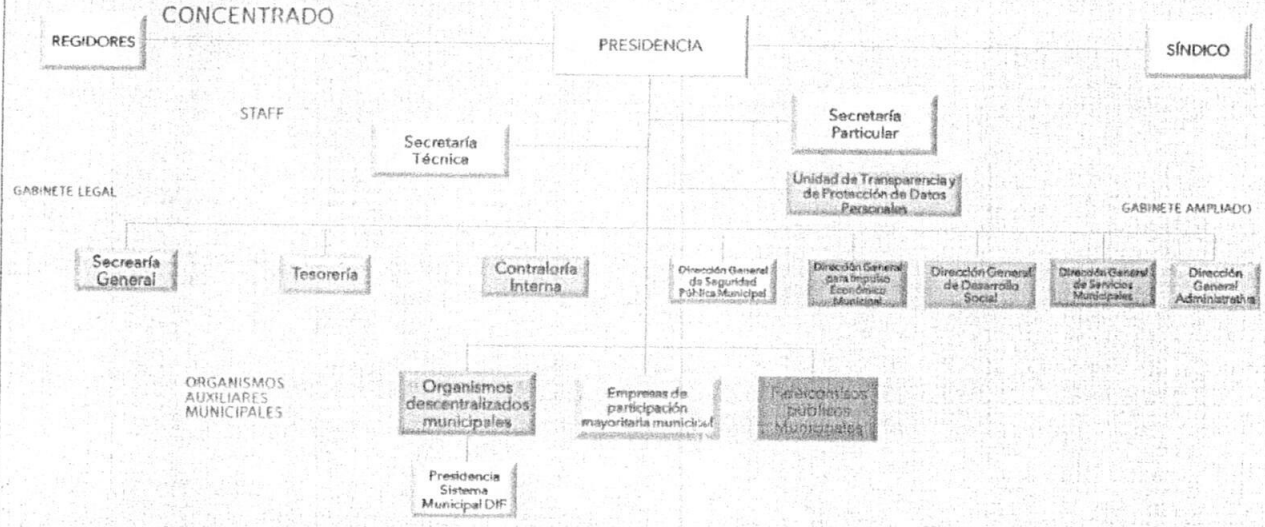 CONCENTRADO
REGIDORES
PRESIDENCIA
SÍNDICO
STAFF
Secretaría
Técnica
Secretaría
Particular
GABINETE LEGAL
Unidad de Transparencia y
de Protección de Datos
Personales
GABINETE AMPLIADO
Secrearía
General
Tesorería
Contraloría
Interna
Dirección General
de Seguridad
Pública Municipal
Dirección General
para Impulso
Económico
Municipal
Dirección General
de Desarrollo
Social
Dirección General
de Servicios
Municipales
Dirección
General
Administrativa
ORGANISMOS
AUXILIARES
MUNICIPALES
Organismos
descentralizados
municipales
Empresas de
participación
mayoritaria municipal
Fideicomisos
públicos
Municipales
Presidencia
Sistema
Municipal DIF